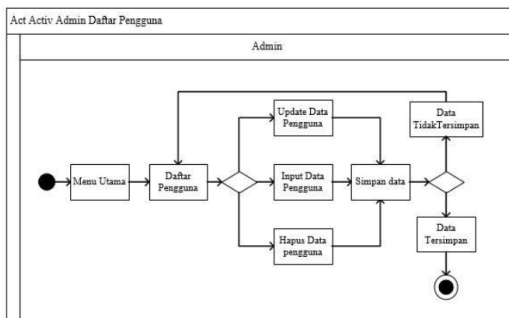 Act Activ Admin Daftar Pengguna
Admin
Menu Utama
Daftar
Pengguna
Update Data
Pengguna
Input Data
Pengguna
Hapus Data
pengguna
Simpan data
Data
TidakTersimpan
Data
Tersimpan